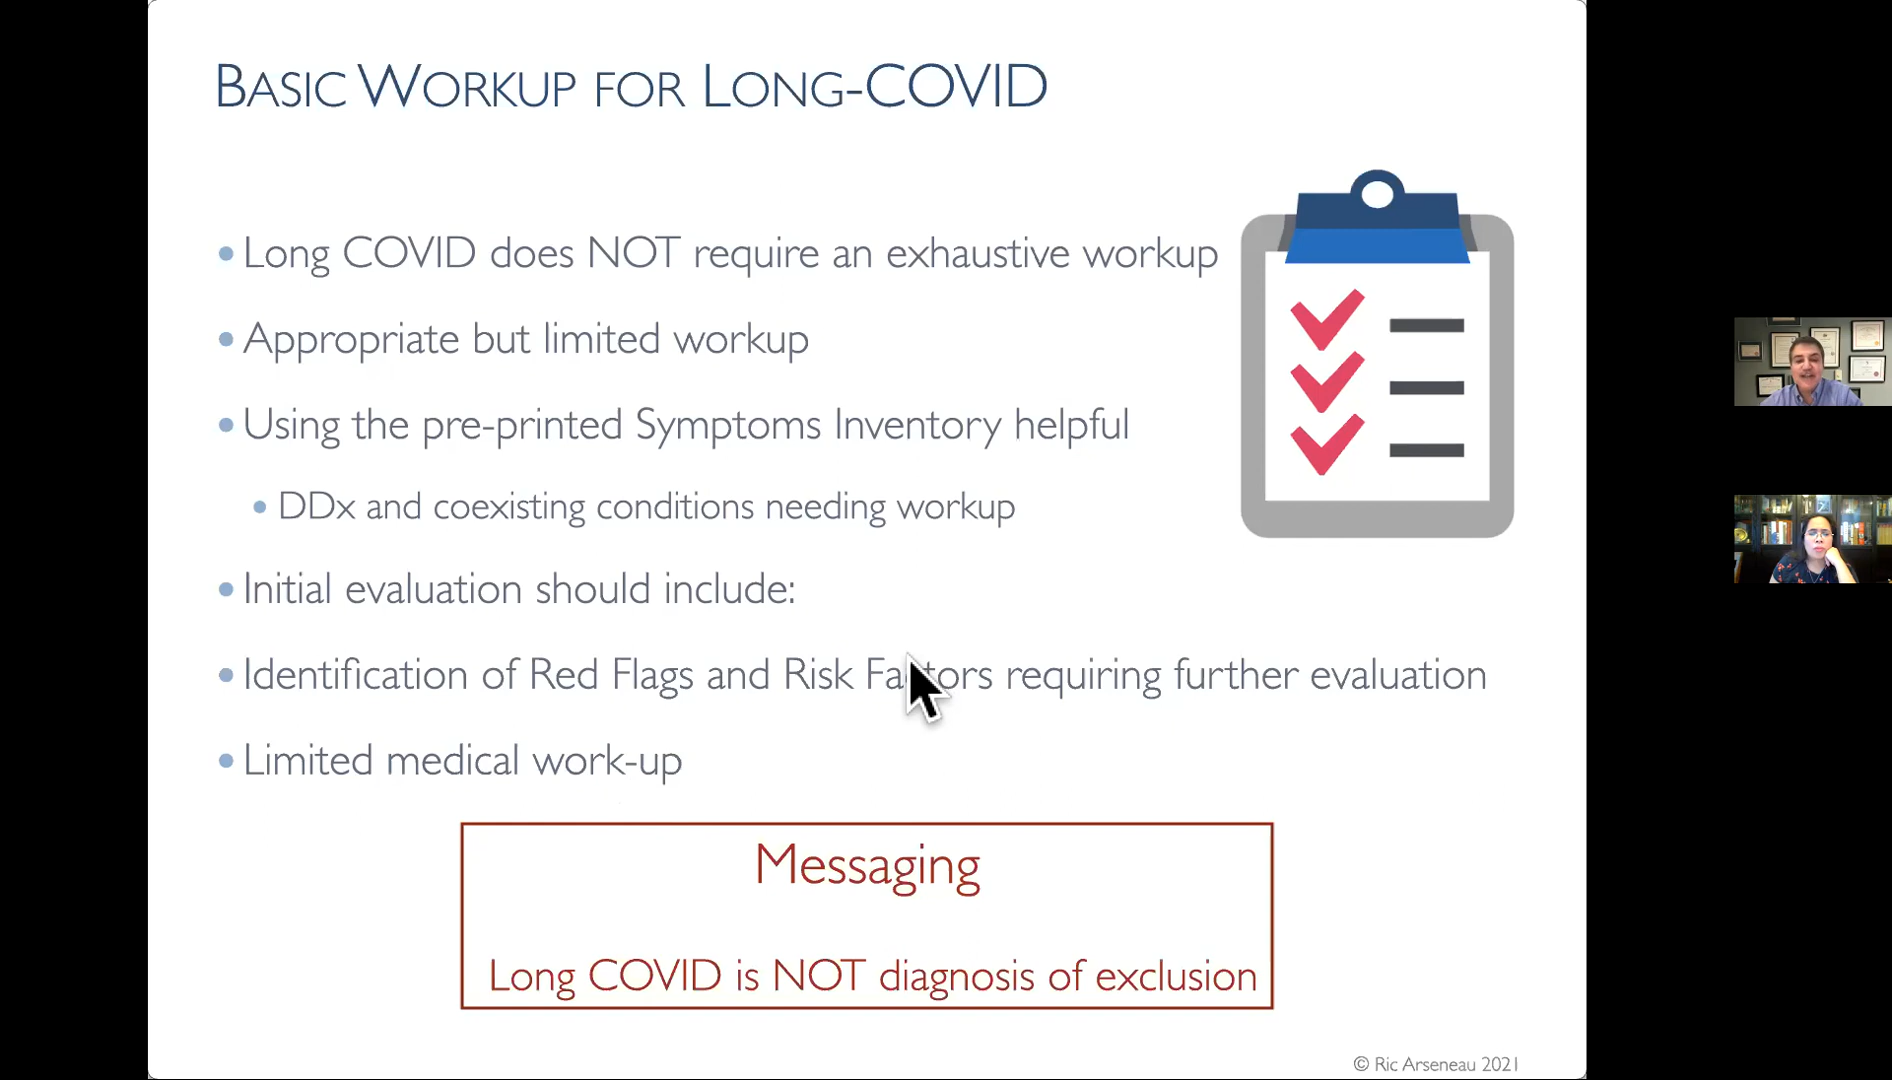 BASIC WORKUP FOR LONG-COVID
• Long COVID does NOT require an exhaustive workup
• Appropriate but limited workup
• Using the pre-printed Symptoms Inventory helpful
• DDx and coexisting conditions needing workup
• Initial evaluation should include:
• Identification of Red Flags and Risk Factors requiring further evaluation
• Limited medical work-up
Messaging
Long COVID is NOT diagnosis of exclusion
© Ric Arseneau 2021